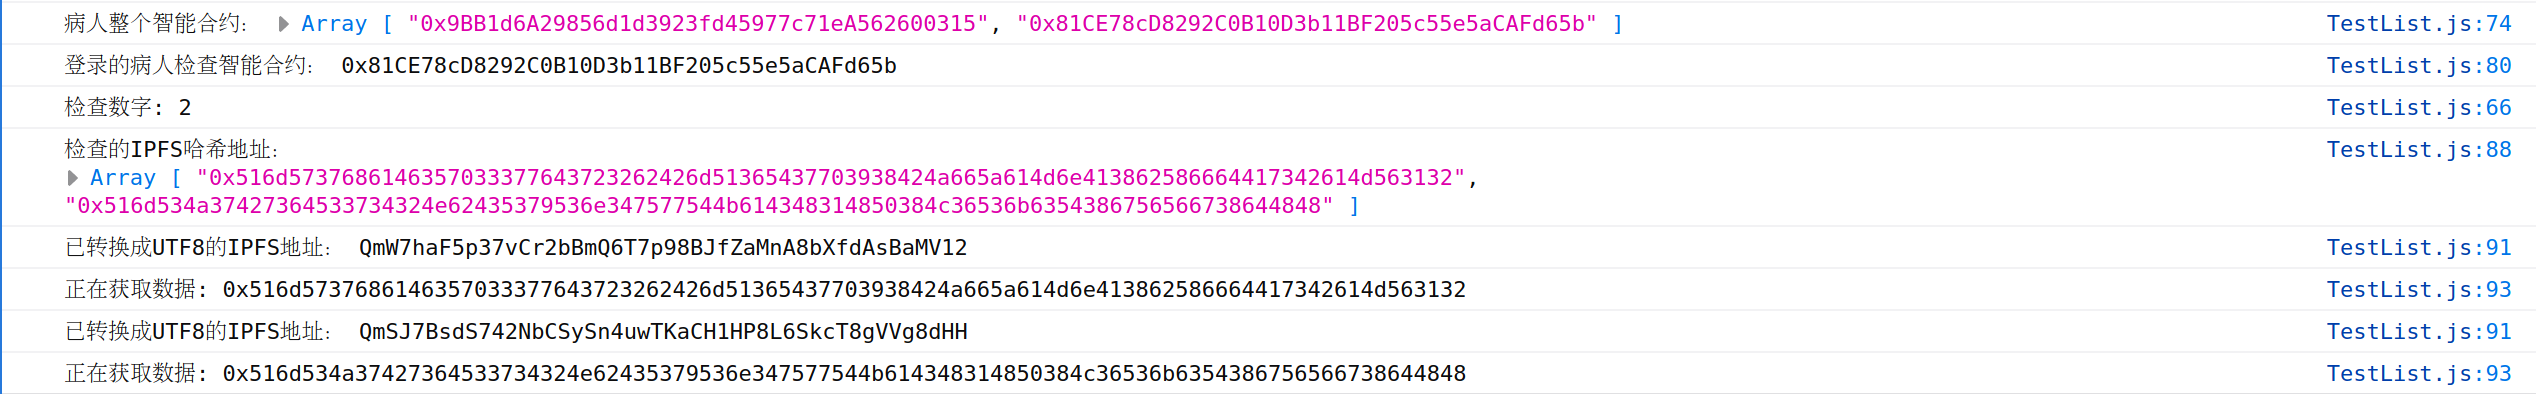 病人整个智能合约: Array [ "0x9BB1d6A29856d1d3923fd45977c71eA562600315", "0x81CE78cD8292C0B10D3b11BF205c55e5aCAFd65b" ] TestList.js:74
登录的病人检查智能合约: 0x81CE78cD8292C0B10D3b11BF205c55e5aCAFd65b TestList.js:80
检查数字: 2 TestList.js:66
检查的IPFS哈希地址: TestList.js:88
Array [ "0x516d5737686146357033377643723262426d51365437703938424a665a614d6e4138625866644173​42614d563132",
"0x516d534a37427364533734324e62435379536e347577544b614348314850384c36536b6354386756566738644848" ]
已转换成UTF8的IPFS地址: QmW7haF5p37vCr2bBmQ6T7p98BJfZaMnA8bXfdAsBaMV12 TestList.js:91
正在获取数据: 0x516d5737686146357033377643723262426d51365437703938424a665a614d6e413862586664417342614d563132 TestList.js:93
已转换成UTF8的IPFS地址: QmSJ7BsdS742NbCSySn4uwTKaCH1HP8L6SkcT8gVVg8dHH TestList.js:91
正在获取数据: 0x516d534a37427364533734324e62435379536e347577544b614348314850384c36536b6354386756566738644848 TestList.js:93